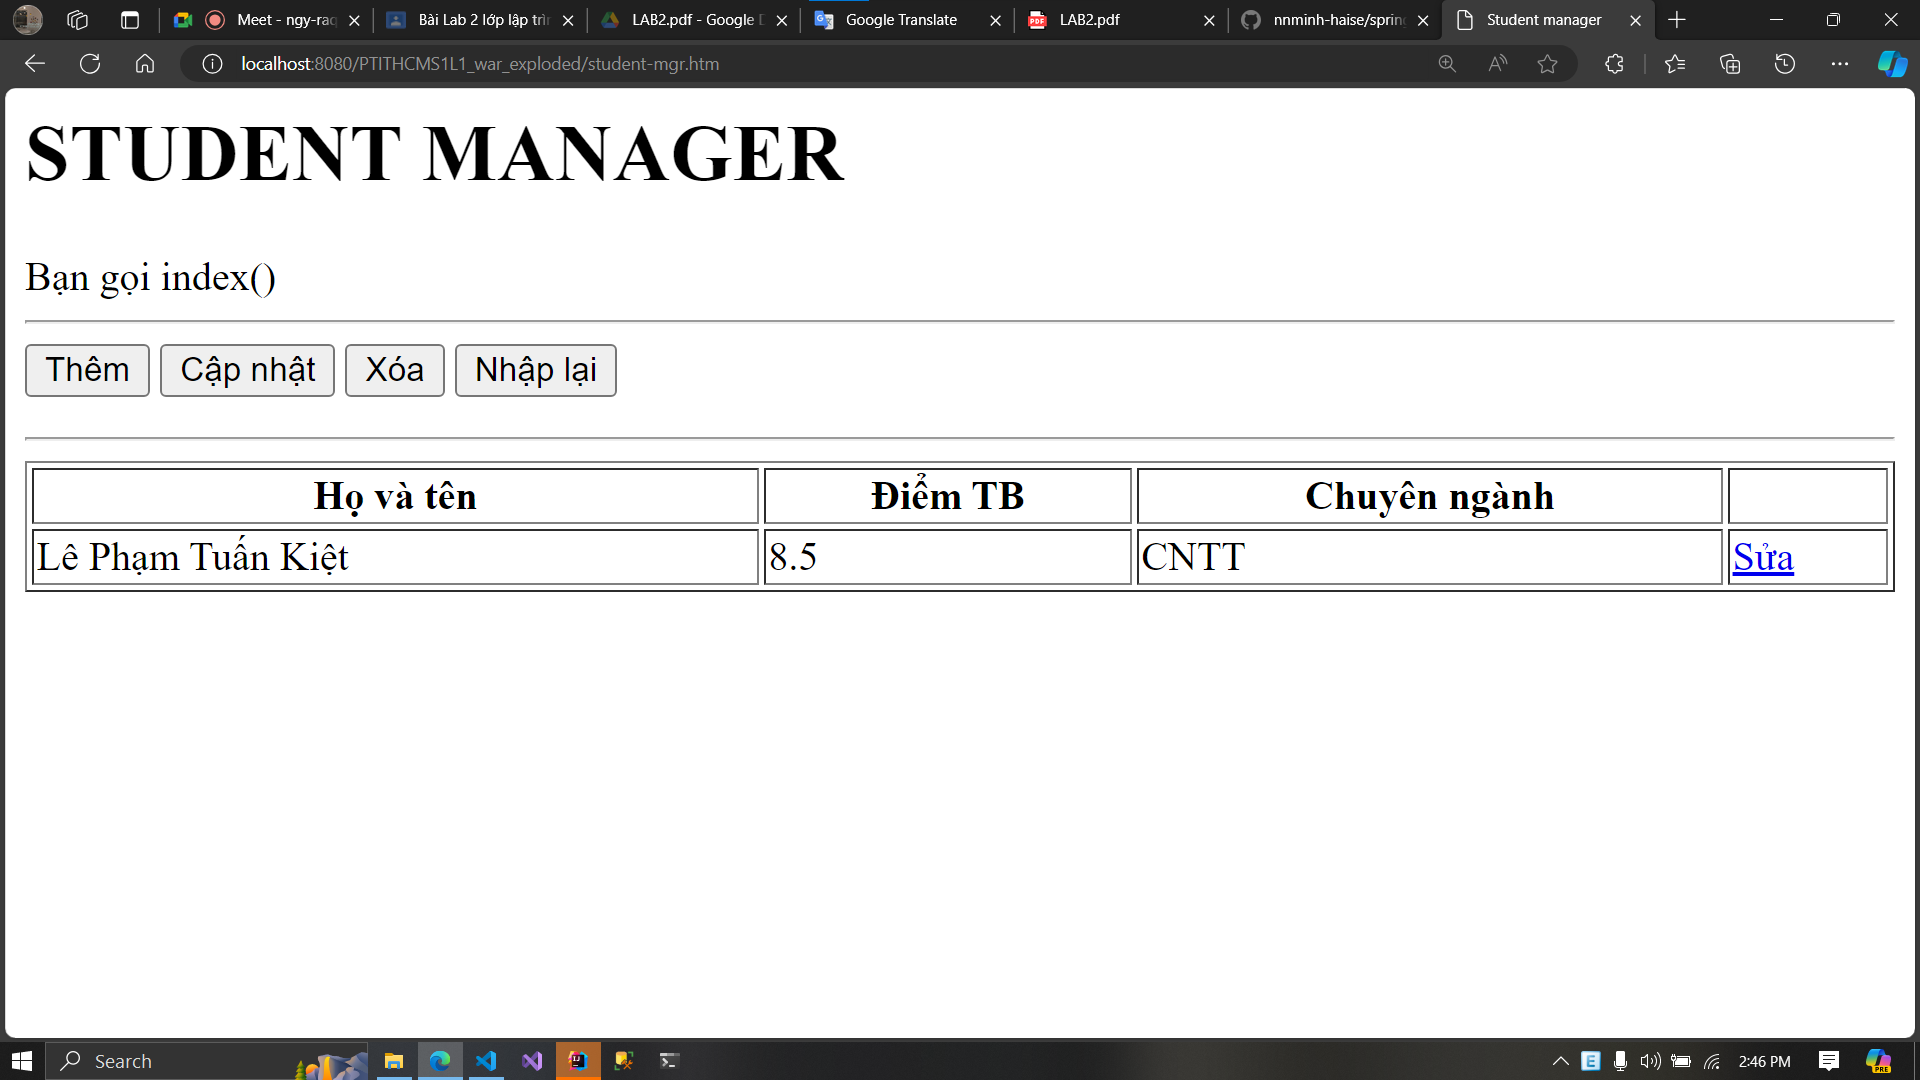 Meet - ngy-raq
Bài Lab 2 lớp lập trìn
LAB2.pdf - Google D
Google Translate
LAB2.pdf
nnminh-haise/spring
Student manager
localhost:8080/PTITHCMS1L1_war_exploded/student-mgr.htm
STUDENT MANAGER
Bạn gọi index()
Thêm Cập nhật Xóa Nhập lại
Họ và tên Điểm TB Chuyên ngành
Lê Phạm Tuấn Kiệt 8.5 CNTT Sửa
Search
2:46 PM